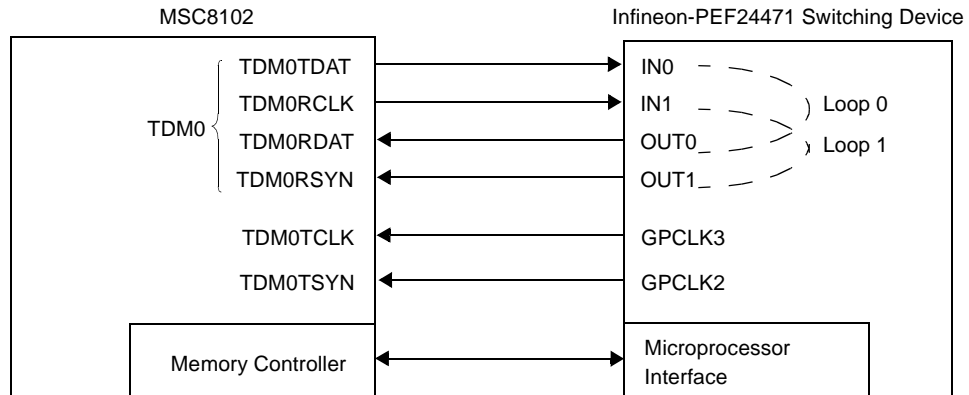 MSC8102 Infineon-PEF24471 Switching Device
TDM0TDAT IN0
TDM0RCLK IN1 Loop 0
TDM0
TDM0RDAT OUT0 Loop 1
TDM0RSYN OUT1
TDM0TCLK GPCLK3
TDM0TSYN GPCLK2
Memory Controller Microprocessor
Interface